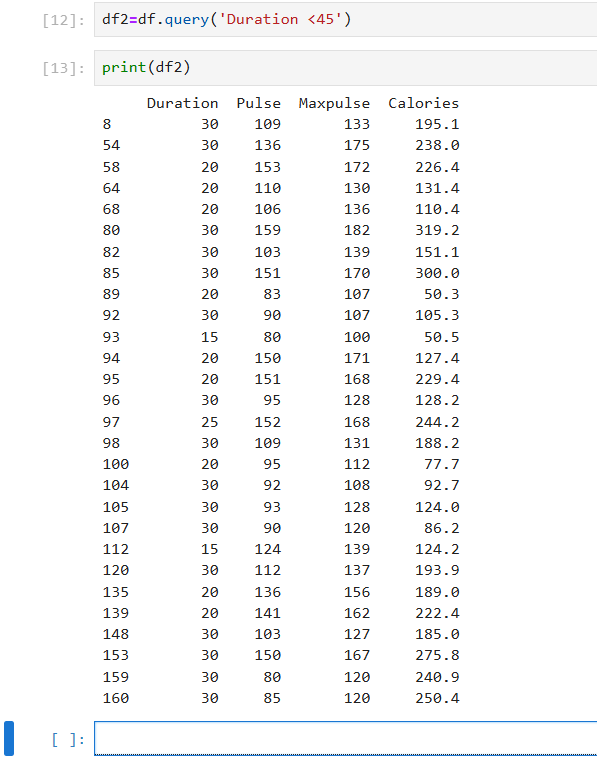 [12]: df2=df.query('Duration <45')
[13]: print(df2)
Duration Pulse Maxpulse Calories
8 30 109 133 195.1
54 30 136 175 238.0
58 20 153 172 226.4
64 20 110 130 131.4
68 20 106 136 110.4
80 30 159 182 319.2
82 30 103 139 151.1
85 30 151 170 300.0
89 20 83 107 50.3
92 30 90 107 105.3
93 15 80 100 50.5
94 20 150 171 127.4
95 20 151 168 229.4
96 30 95 128 128.2
97 25 152 168 244.2
98 30 109 131 188.2
100 20 95 112 77.7
104 30 92 108 92.7
105 30 93 128 124.0
107 30 90 120 86.2
112 15 124 139 124.2
120 30 112 137 193.9
135 20 136 156 189.0
139 20 141 162 222.4
148 30 103 127 185.0
153 30 150 167 275.8
159 30 80 120 240.9
160 30 85 120 250.4
[ ]: